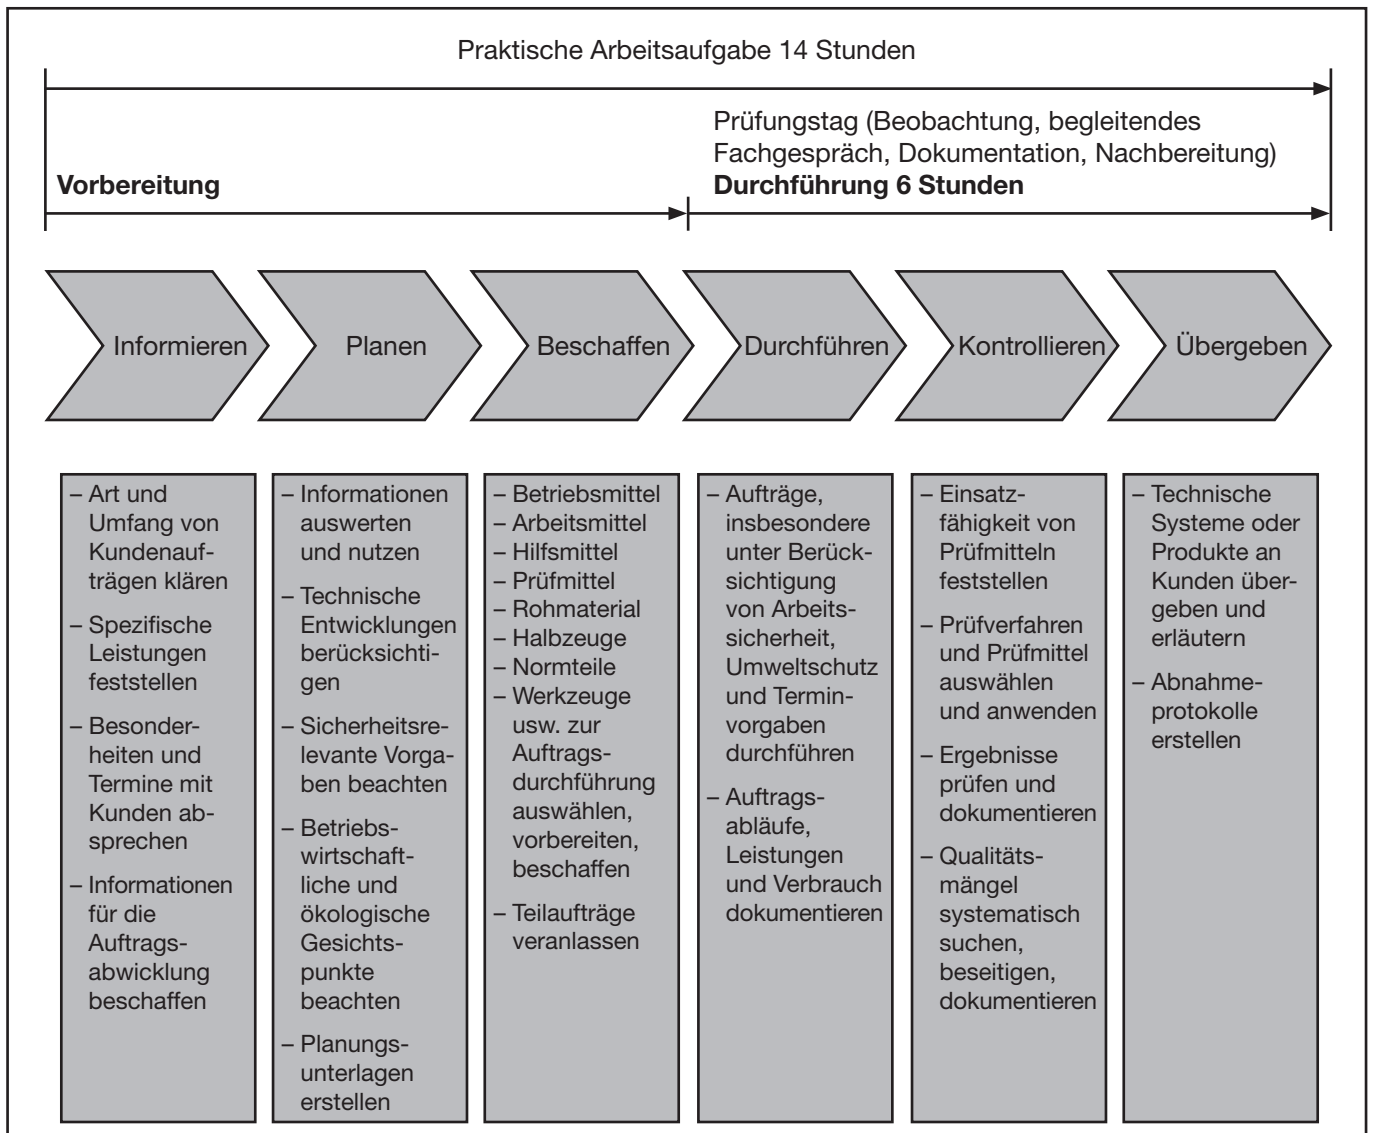 Praktische Arbeitsaufgabe 14 Stunden
Prüfungstag (Beobachtung, begleitendes
Fachgespräch, Dokumentation, Nachbereitung)
Vorbereitung
Durchführung 6 Stunden
Informieren
Planen
Beschaffen
Durchführen
Kontrollieren
Übergeben
– Art und
Umfang von
Kundenauf-
trägen klären
– Spezifische
Leistungen
feststellen
– Besonder-
heiten und
Termine mit
Kunden ab-
sprechen
– Informationen
für die
Auftrags-
abwicklung
beschaffen
– Informationen
auswerten
und nutzen
– Technische
Entwicklungen
berücksichti-
gen
– Sicherheitsre-
levante Vorga-
ben beachten
– Betriebs-
wirtschaft-
liche und
ökologische
Gesichts-
punkte
beachten
– Planungs-
unterlagen
erstellen
– Betriebsmittel
– Arbeitsmittel
– Hilfsmittel
– Prüfmittel
– Rohmaterial
– Halbzeuge
– Normteile
– Werkzeuge
usw. zur
Auftrags-
durchführung
auswählen,
vorbereiten,
beschaffen
– Teilaufträge
veranlassen
– Aufträge,
insbesondere
unter Berück-
sichtigung
von Arbeits-
sicherheit,
Umweltschutz
und Termin-
vorgaben
durchführen
– Auftrags-
abläufe,
Leistungen
und Verbrauch
dokumentieren
– Einsatz-
fähigkeit von
Prüfmitteln
feststellen
– Prüfverfahren
und Prüfmittel
auswählen
und anwenden
– Ergebnisse
prüfen und
dokumentieren
– Qualitäts-
mängel
systematisch
suchen,
beseitigen,
dokumentieren
– Technische
Systeme oder
Produkte an
Kunden über-
geben und
erläutern
– Abnahme-
protokolle
erstellen